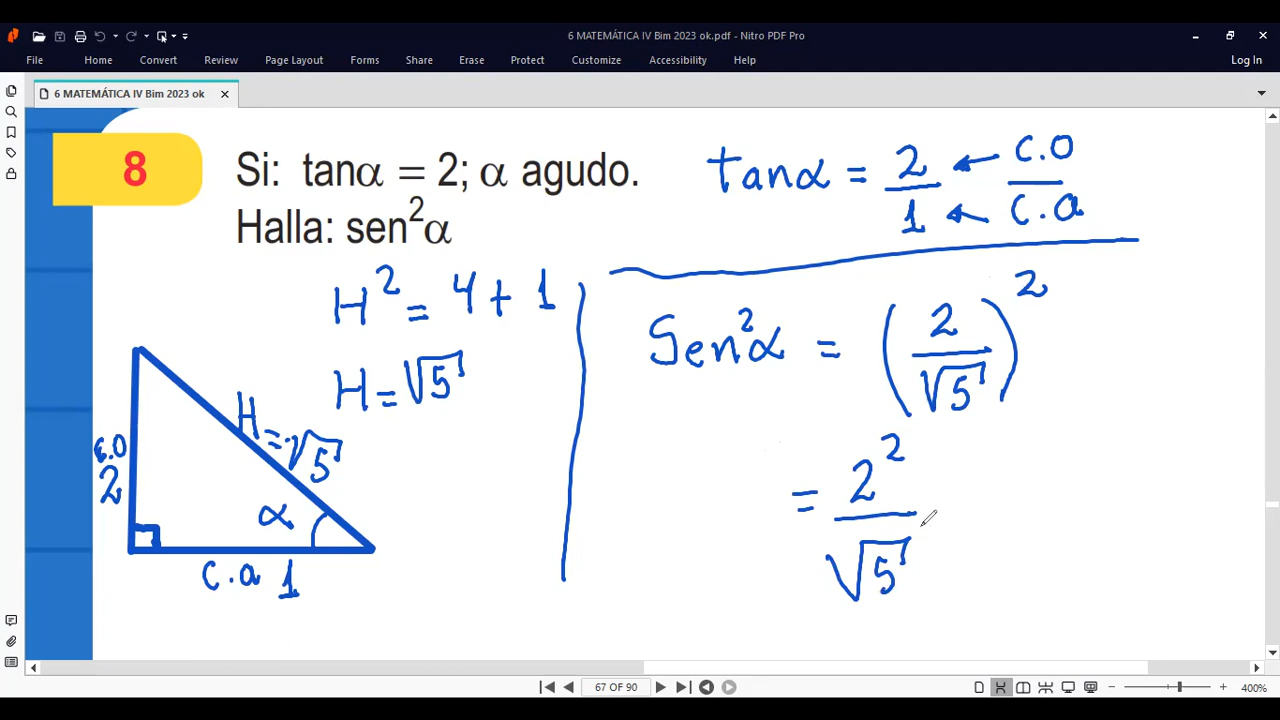 6 MATEMÁTICA IV Bim 2023 ok.pdf - Nitro PDF Pro
File Home Convert Review Page Layout Forms Share Erase Protect Customize Accessibility Help Log In
6 MATEMÁTICA IV Bim 2023 ok
8
Si: tanα = 2; α agudo.
Halla: sen²α
tanα = 2/1 ← c.o/c.a
H² = 4 + 1
H = √5
c.o
2
H = √5
α
c.a 1
Sen²α = (2/√5)²
= 2²/√5
67 OF 90
400%